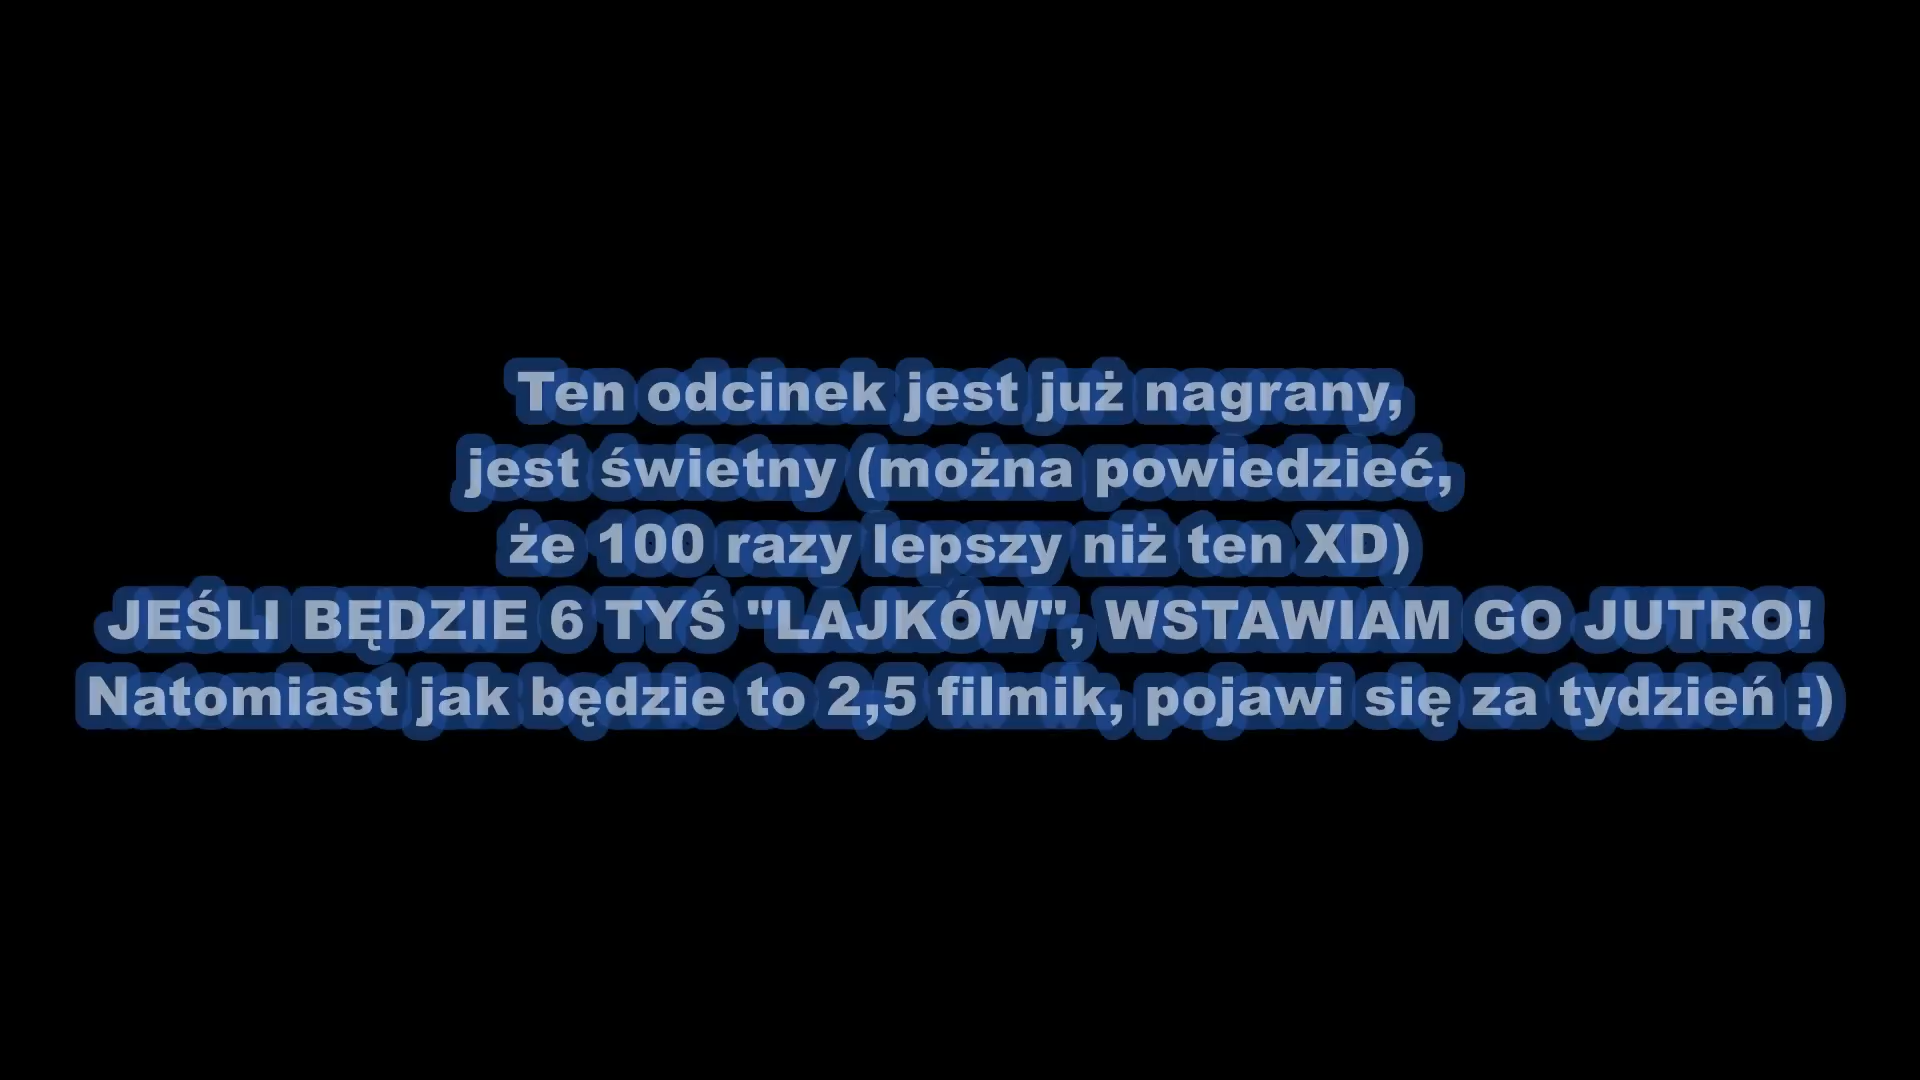 Ten odcinek jest już nagrany,
jest świetny (można powiedzieć,
że 100 razy lepszy niż ten XD)
JEŚLI BĘDZIE 6 TYŚ "LAJKÓW", WSTAWIAM GO JUTRO!
Natomiast jak będzie to 2,5 filmik, pojawi się za tydzień :)